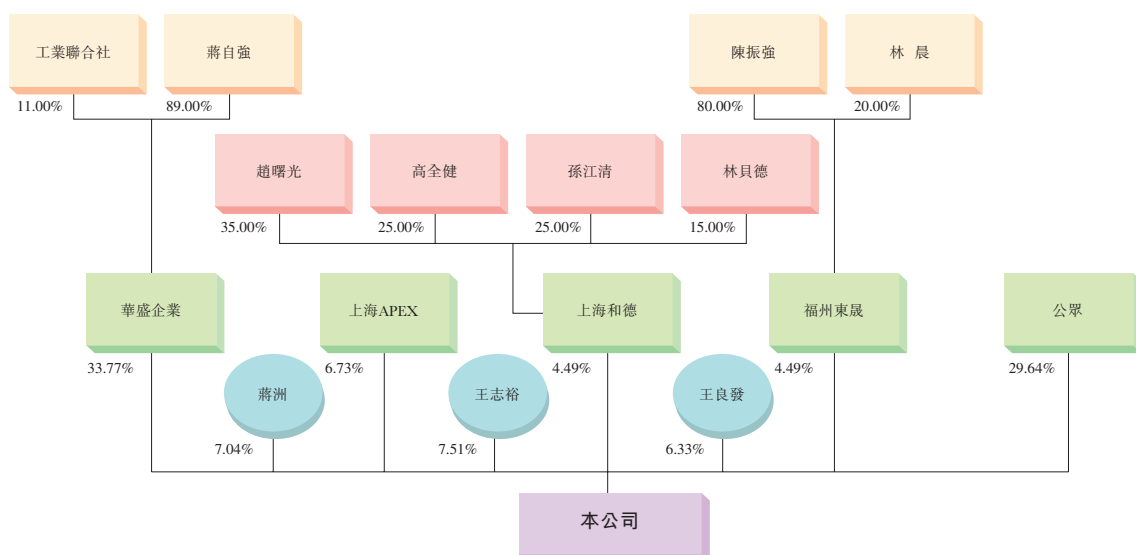 工業聯合社
蔣自強
陳振強
林 晨
11.00%
89.00%
80.00%
20.00%
趙曙光
高全健
孫江清
林貝德
35.00%
25.00%
25.00%
15.00%
華盛企業
上海APEX
上海和德
福州東晟
公眾
33.77%
6.73%
4.49%
4.49%
29.64%
蔣洲
王志裕
王良發
7.04%
7.51%
6.33%
本公司